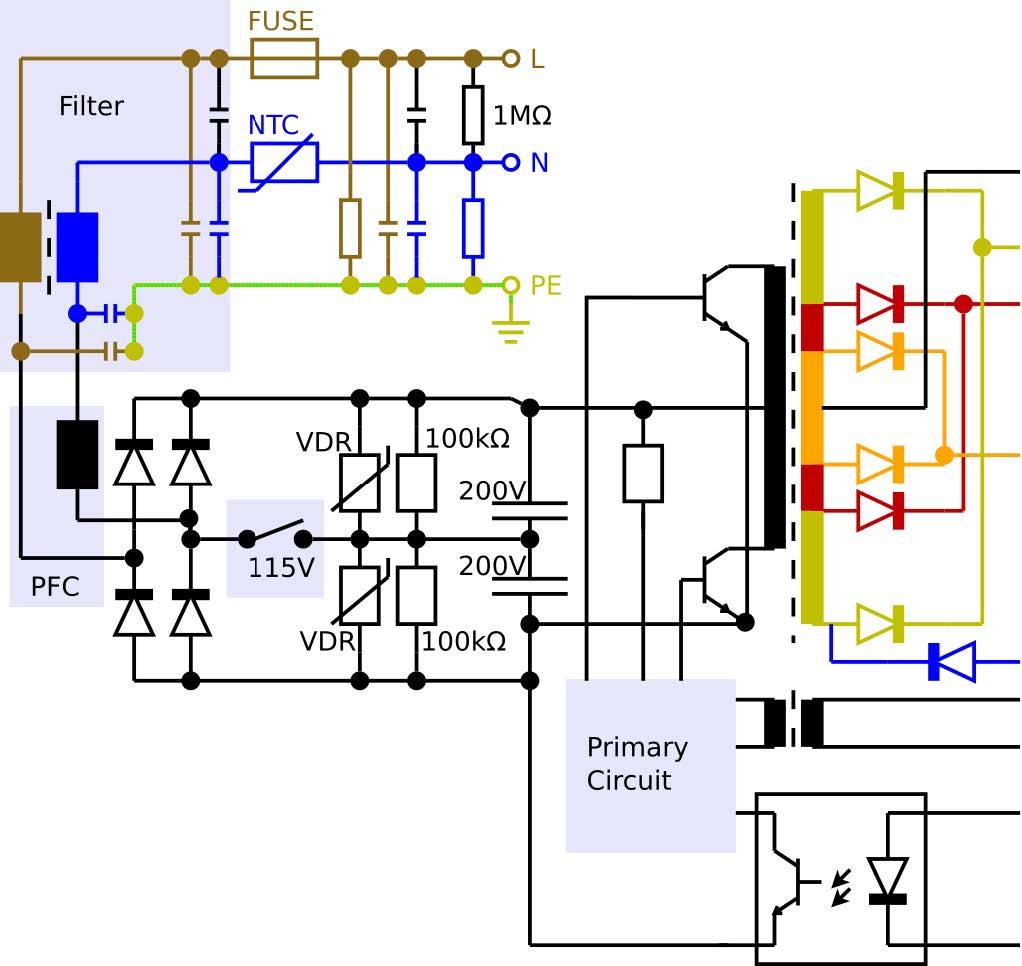 FUSE
L
Filter
1MΩ
NTC
N
PE
VDR
100kΩ
200V
115V
200V
PFC
VDR
100kΩ
Primary
Circuit